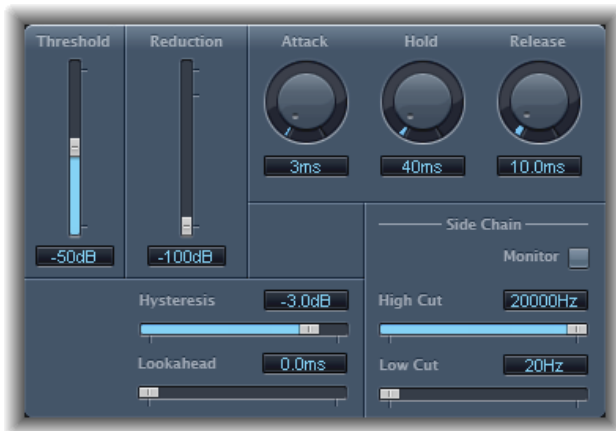 Threshold Reduction Attack Hold Release
3ms 40ms 10.0ms
Side Chain
-50dB -100dB Monitor
Hysteresis -3.0dB High Cut 20000Hz
Lookahead 0.0ms Low Cut 20Hz